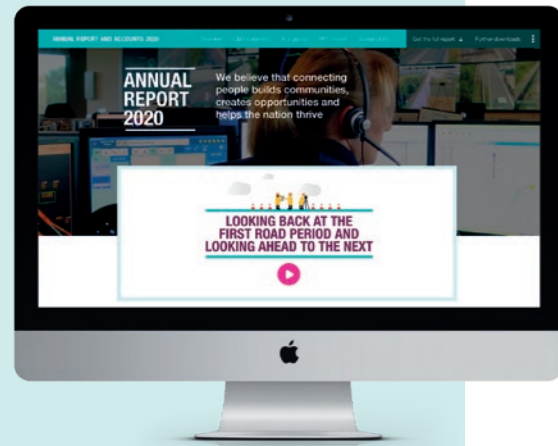 ANNUAL REPORT AND ACCOUNTS 2020
Get the full report
Further downloads
ANNUAL
REPORT
2020
We believe that connecting
people builds communities,
creates opportunities and
helps the nation thrive
LOOKING BACK AT THE
FIRST ROAD PERIOD AND
LOOKING AHEAD TO THE NEXT